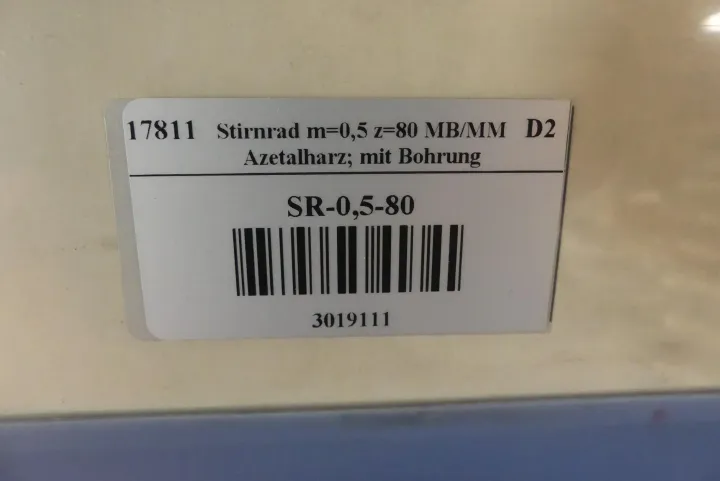 17811 Stirnrad m=0,5 z=80 MB/MM D2
Azetalharz; mit Bohrung
SR-0,5-80
3019111